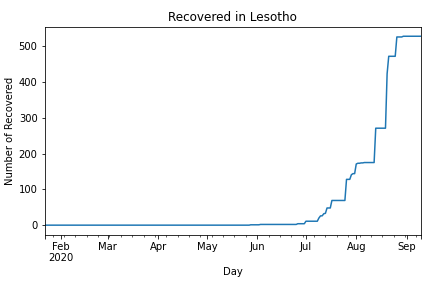 Recovered in Lesotho
Number of Recovered
500
400
300
200
100
0
Feb Mar Apr May Jun Jul Aug Sep
2020
Day